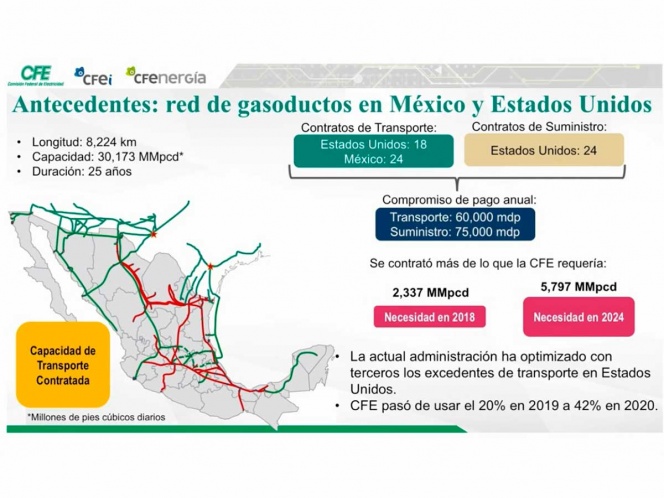 CFE
Comisión Federal de Electricidad
CFEi
CFEnergía
Antecedentes: red de gasoductos en México y Estados Unidos
• Longitud: 8,224 km
• Capacidad: 30,173 MMpcd*
• Duración: 25 años
Contratos de Transporte:
Estados Unidos: 18
México: 24
Contratos de Suministro:
Estados Unidos: 24
Compromiso de pago anual:
Transporte: 60,000 mdp
Suministro: 75,000 mdp
Se contrató más de lo que la CFE requería:
2,337 MMpcd
Necesidad en 2018
5,797 MMpcd
Necesidad en 2024
Capacidad de
Transporte
Contratada
*Millones de pies cúbicos diarios
• La actual administración ha optimizado con
terceros los excedentes de transporte en Estados
Unidos.
• CFE pasó de usar el 20% en 2019 a 42% en 2020.